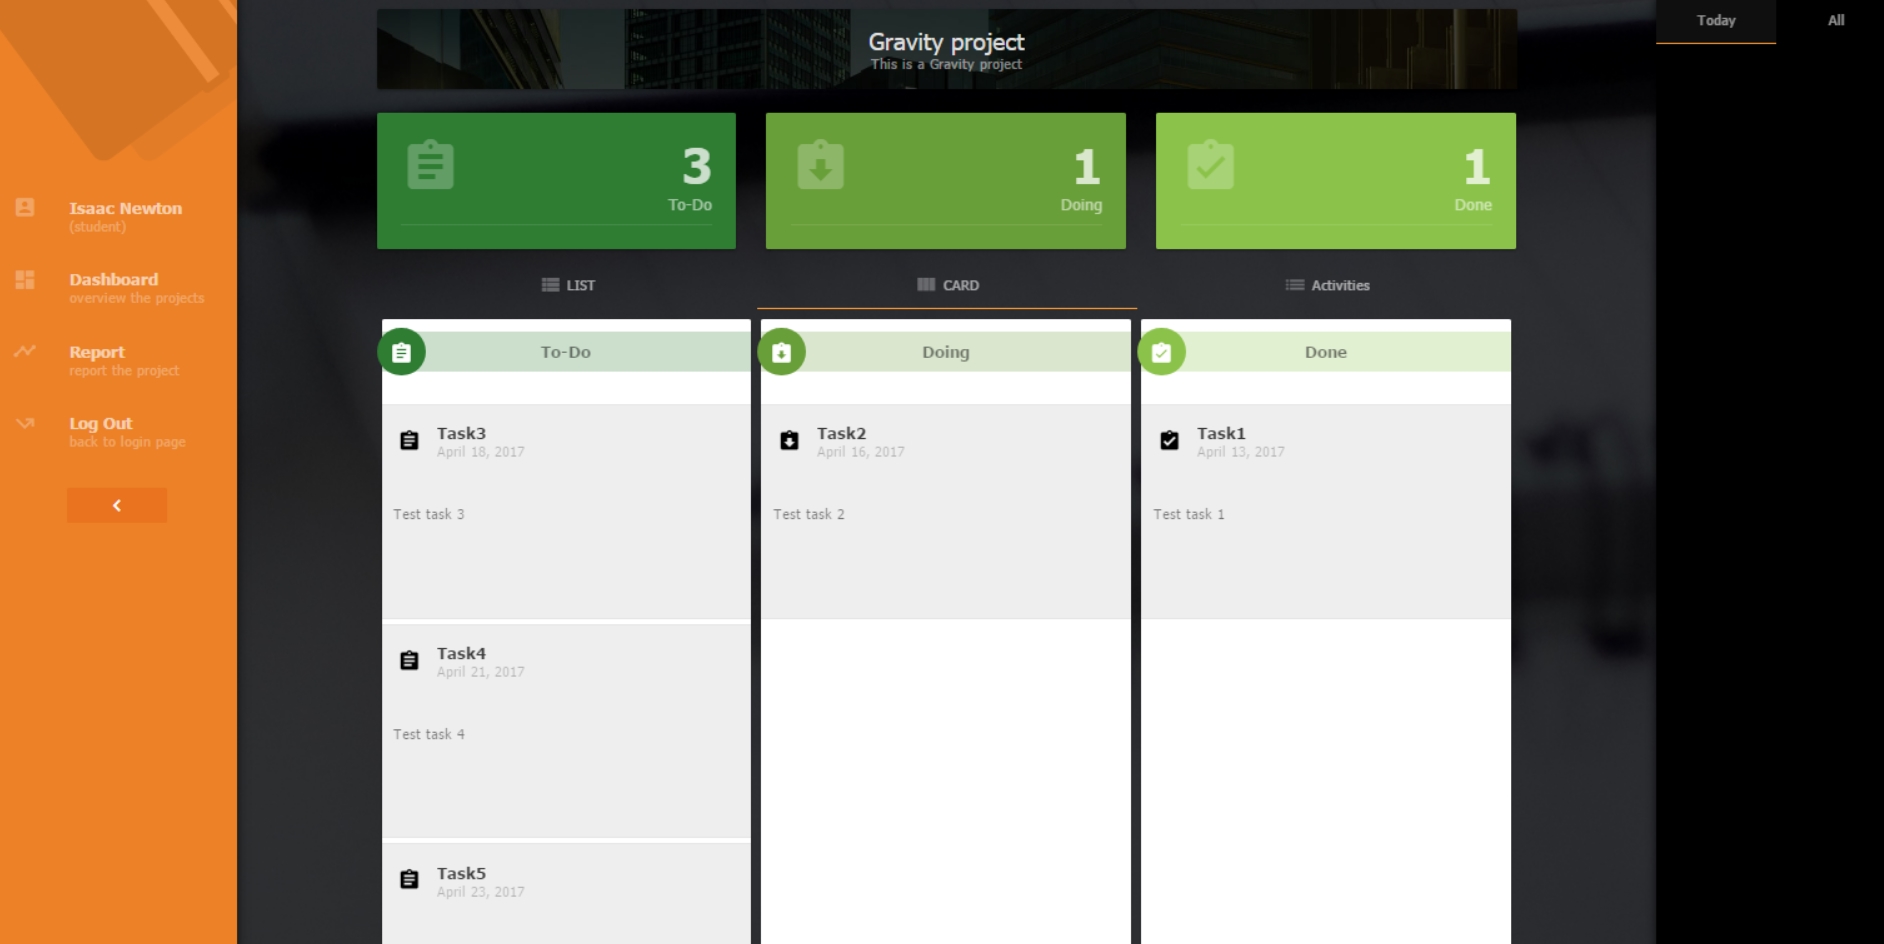 Isaac Newton
(student)
Dashboard
overview the projects
Report
report the project
Log Out
back to login page
Gravity project
This is a Gravity project
3
To-Do
1
Doing
1
Done
LIST
CARD
Activities
To-Do
Task3
April 18, 2017
Test task 3
Task4
April 21, 2017
Test task 4
Task5
April 23, 2017
Doing
Task2
April 16, 2017
Test task 2
Done
Task1
April 13, 2017
Test task 1
Today
All